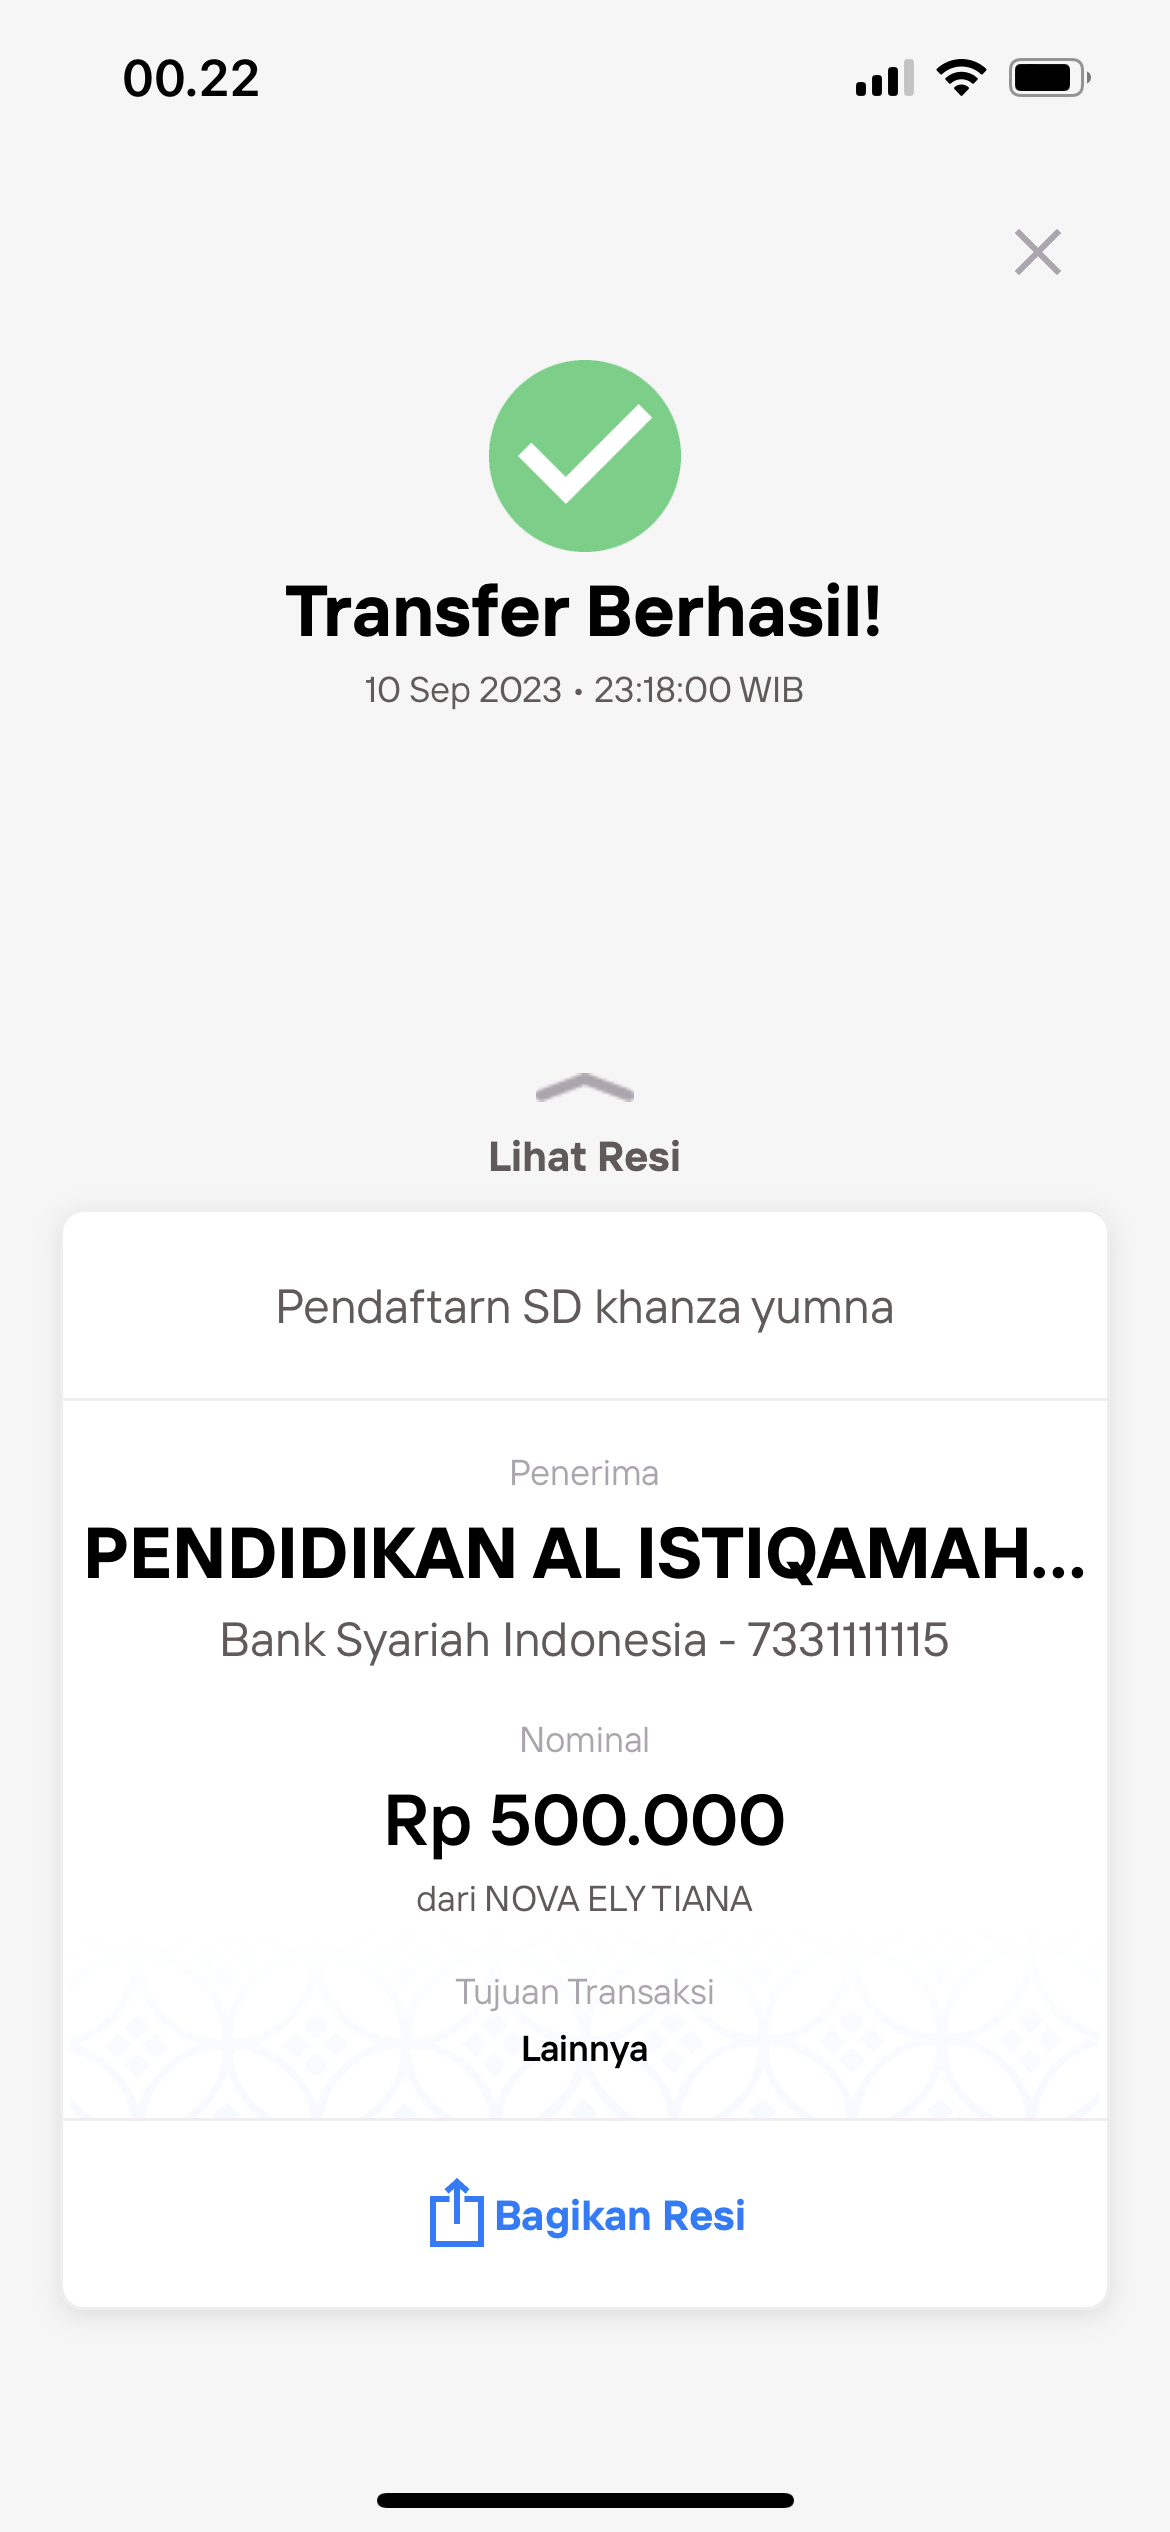 00.22
Transfer Berhasil!
10 Sep 2023 • 23:18:00 WIB
Lihat Resi
Pendaftarn SD khanza yumna
Penerima
PENDIDIKAN AL ISTIQAMAH...
Bank Syariah Indonesia - 7331111115
Nominal
Rp 500.000
dari NOVA ELY TIANA
Tujuan Transaksi
Lainnya
Bagikan Resi